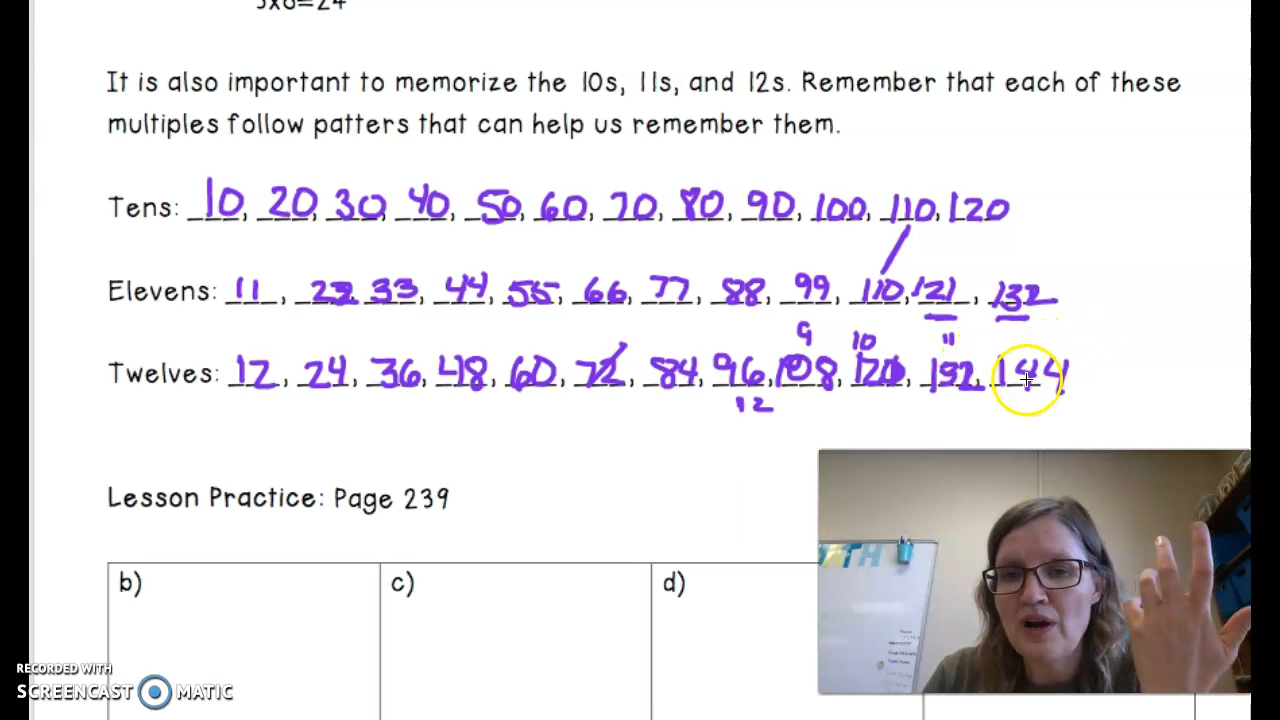 It is also important to memorize the 10s, 11s, and 12s. Remember that each of these
multiples follow patters that can help us remember them.
Tens: 10, 20, 30, 40, 50, 60, 70, 80, 90, 100, 110, 120
Elevens: 11, 22, 33, 44, 55, 66, 77, 88, 99, 110, 121, 132
9 10 11
Twelves: 12, 24, 36, 48, 60, 72, 84, 96, 108, 120, 132, 144
12
Lesson Practice: Page 239
b) c) d)
ATH
RECORDED WITH
SCREENCAST MATIC